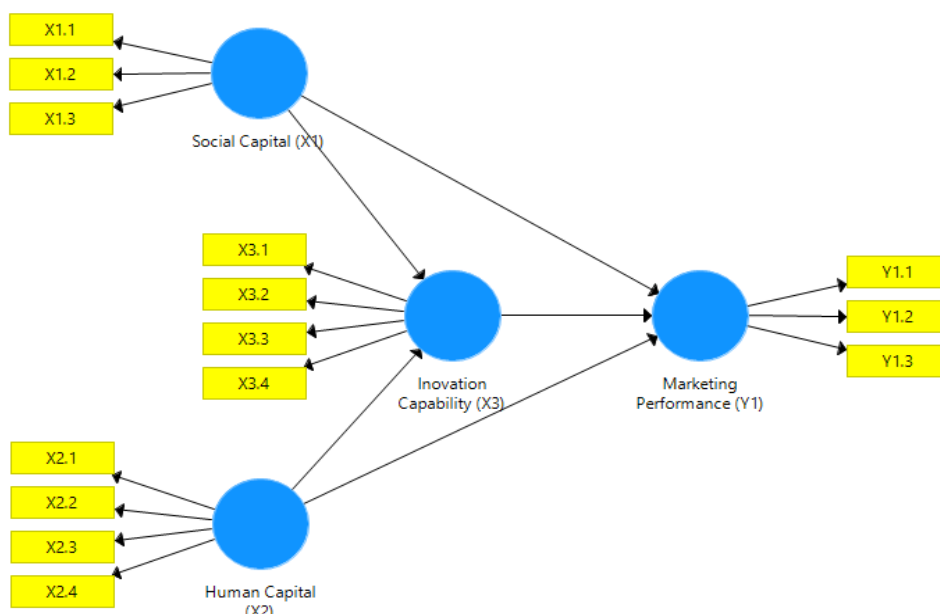 X1.1
X1.2
X1.3
Social Capital (X1)
X3.1
X3.2
X3.3
X3.4
Inovation
Capability (X3)
Y1.1
Y1.2
Y1.3
Marketing
Performance (Y1)
X2.1
X2.2
X2.3
X2.4
Human Capital
(X2)